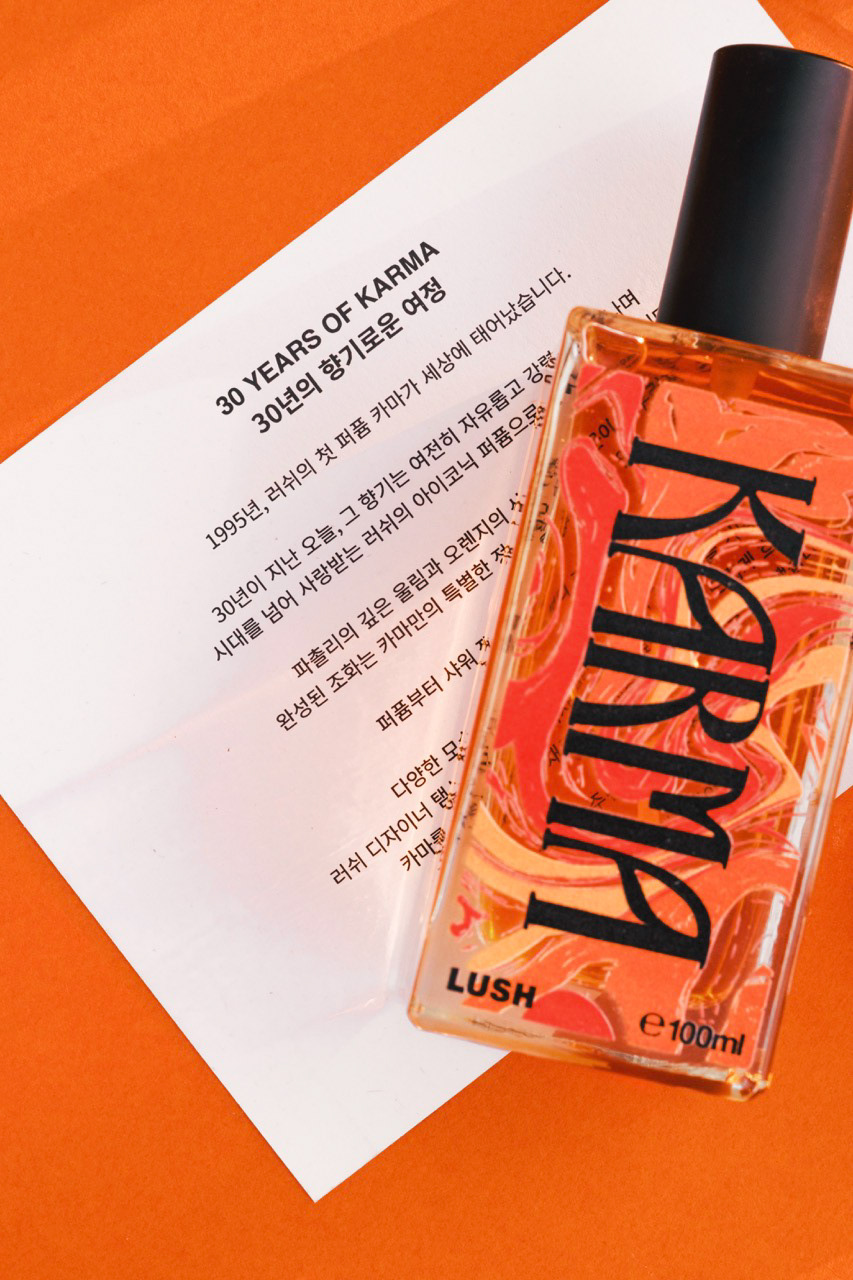 30 YEARS OF KARMA
30년의 향기로운 여정
1995년, 러쉬의 첫 퍼퓸 카마가 세상에 태어났습니다.
30년이 지난 오늘, 그 향기는 여전히 자유롭고
시대를 넘어 사랑받는 러쉬의 아이코닉 퍼퓸으로
파촐리의 깊은 울림과 오렌지의
완성된 조화는 카마만의 특별한
퍼퓸부터 샤워
다양한
러쉬 디자이너
KARMA
LUSH
℮100ml